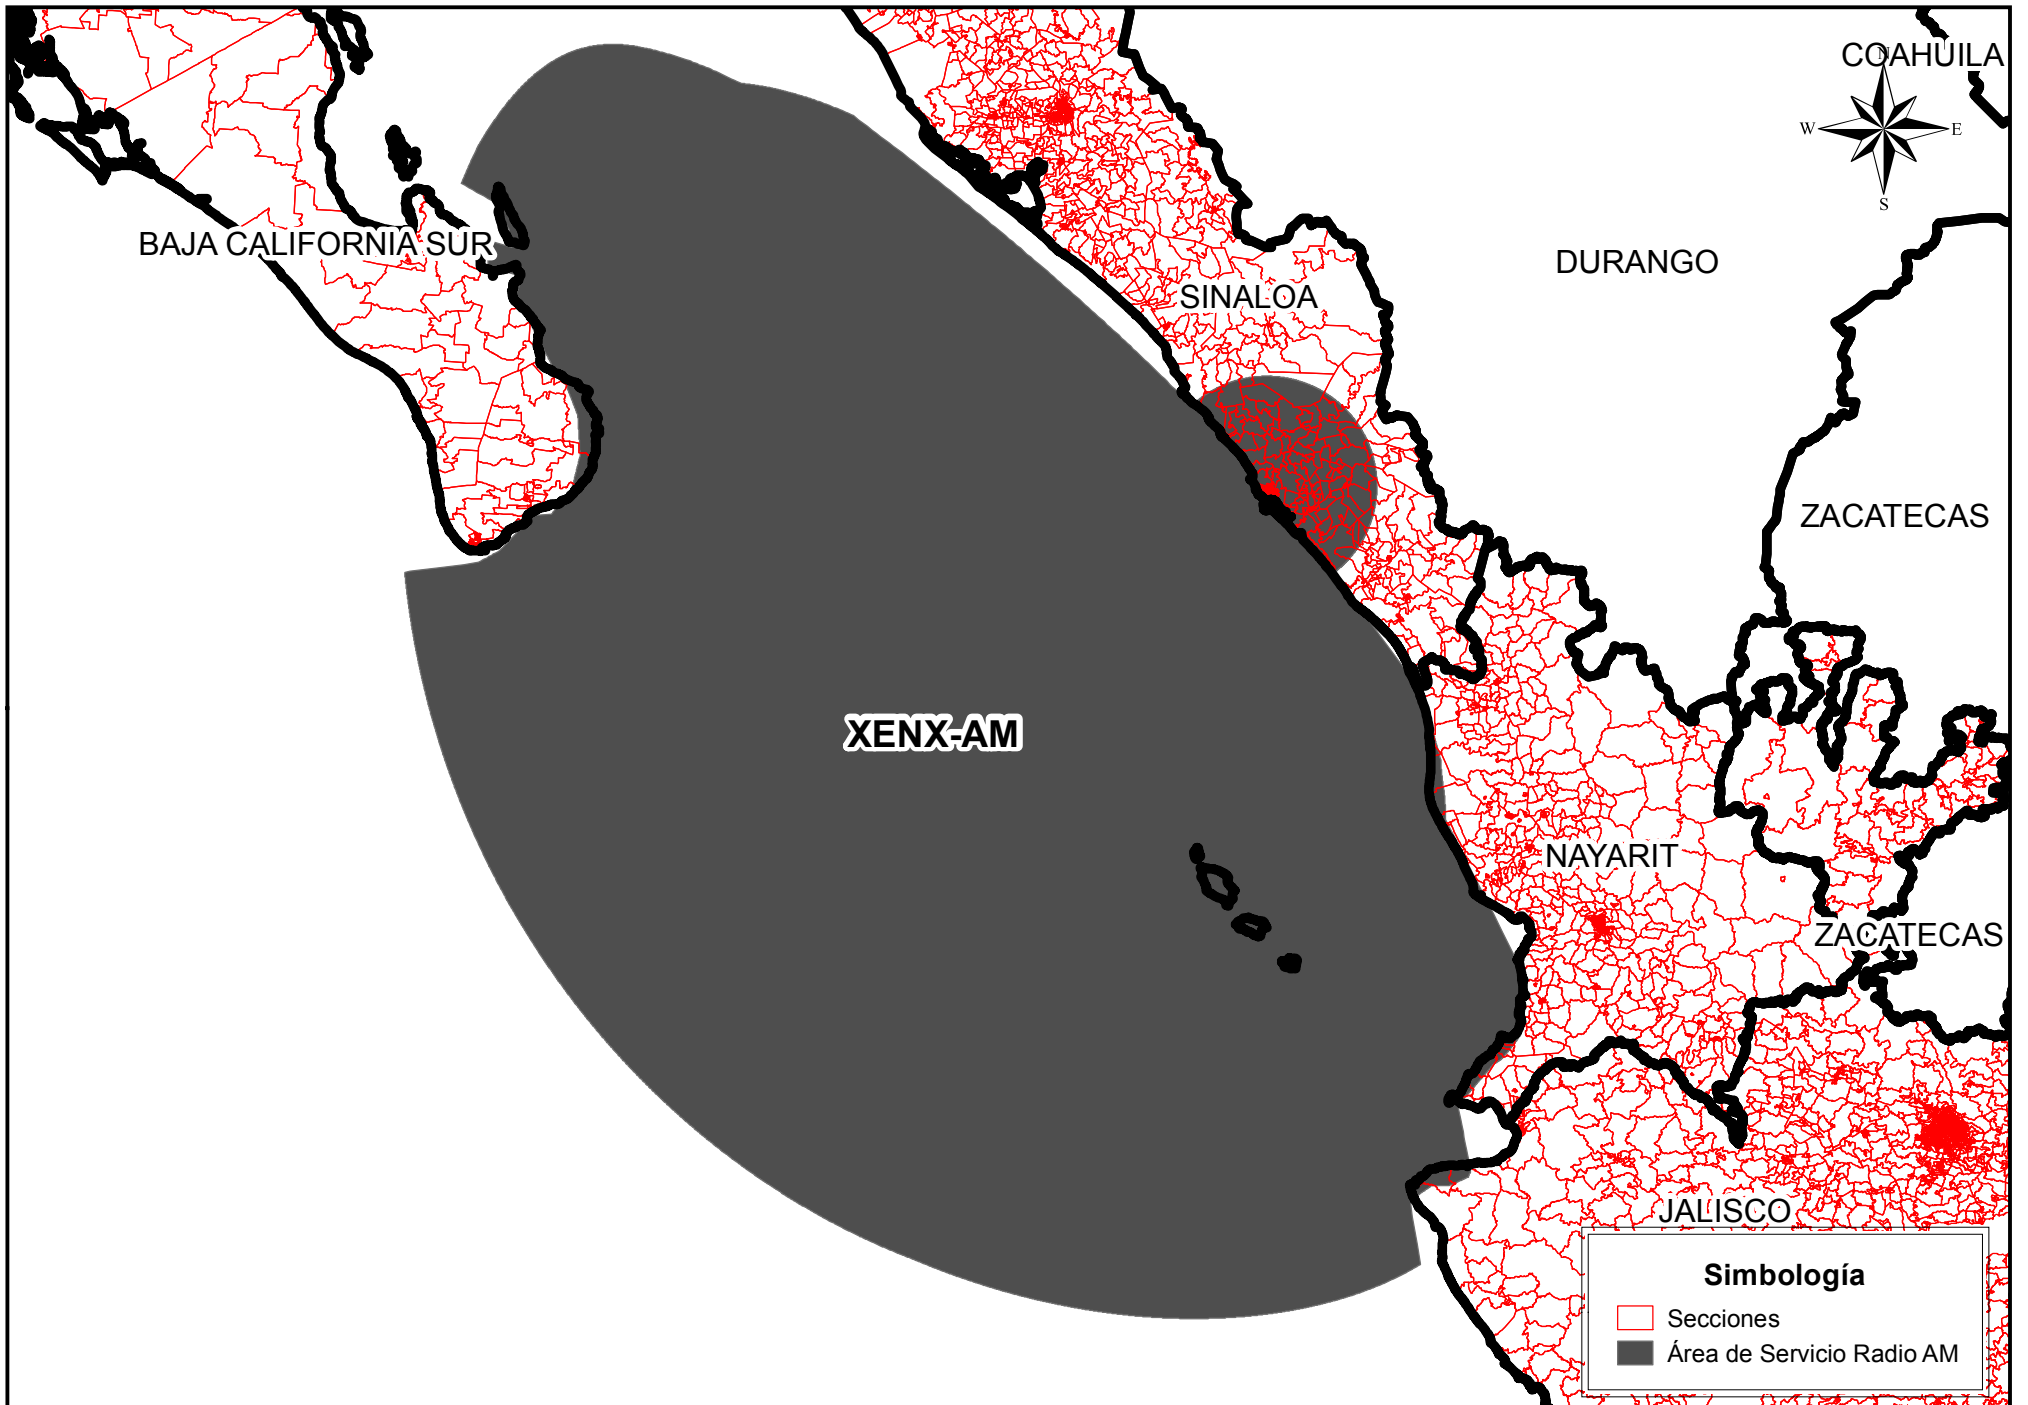 COAHUILA
N
W
E
S
BAJA CALIFORNIA SUR
DURANGO
SINALOA
ZACATECAS
XENX-AM
NAYARIT
ZACATECAS
JALISCO
Simbología
Secciones
Área de Servicio Radio AM